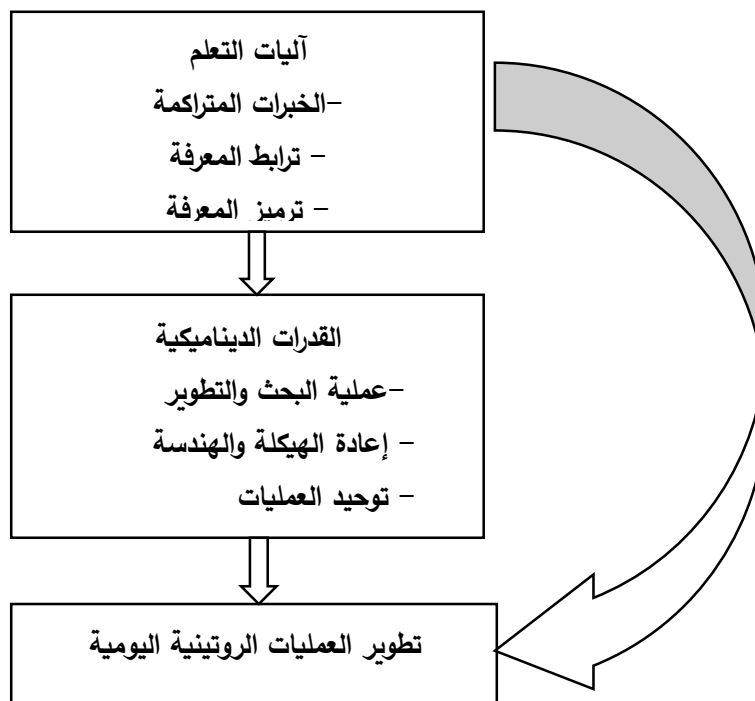 آليات التعلم
-الخبرات المتراكمة
- ترابط المعرفة
- ترميز المعرفة
القدرات الديناميكية
-عملية البحث والتطوير
- إعادة الهيكلة والهندسة
- توحيد العمليات
تطوير العمليات الروتينية اليومية